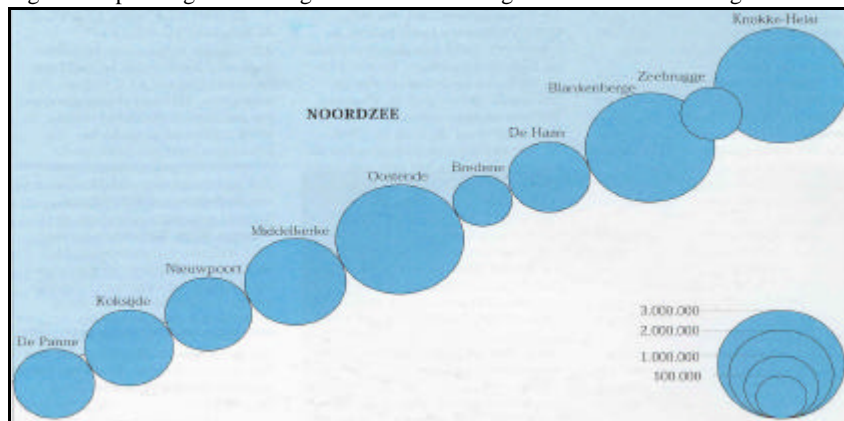 Knokke-Heist
Zeebrugge
Blankenberge
NOORDZEE
De Haan
Bredene
Oostende
Middelkerke
Nieuwpoort
Koksijde
De Panne
3.000.000
2.000.000
1.000.000
500.000